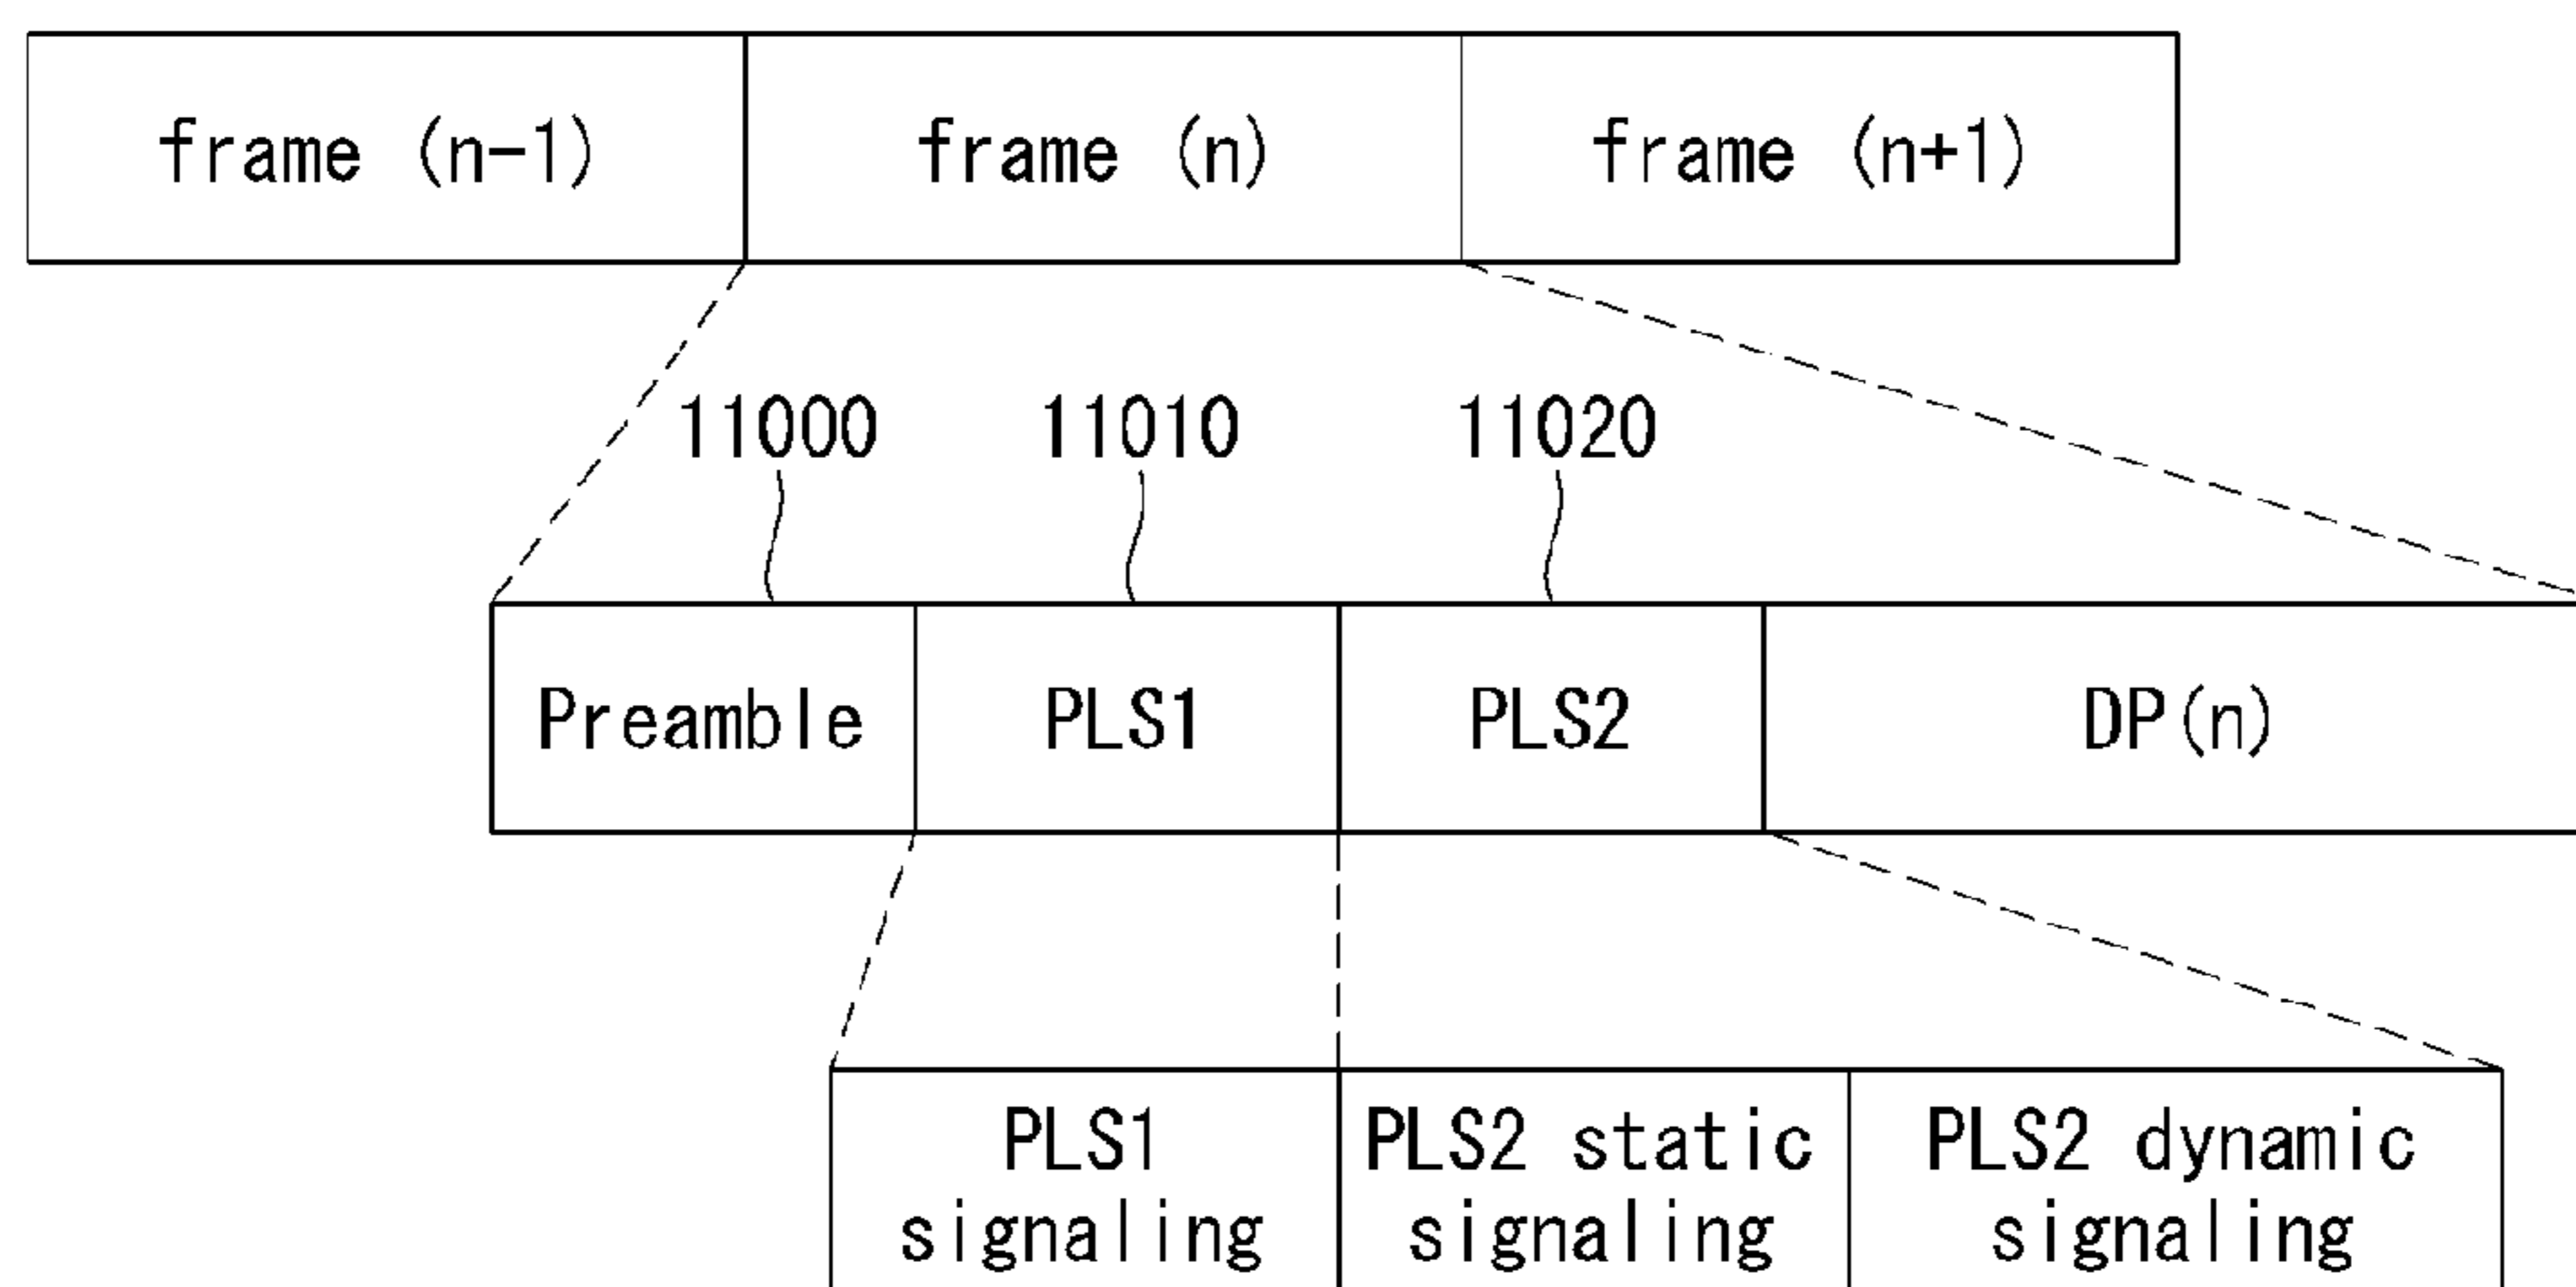 frame (n-1) frame (n) frame (n+1)
11000 11010 11020
Preamble PLS1 PLS2 DP(n)
PLS1 signaling
PLS2 static signaling
PLS2 dynamic signaling